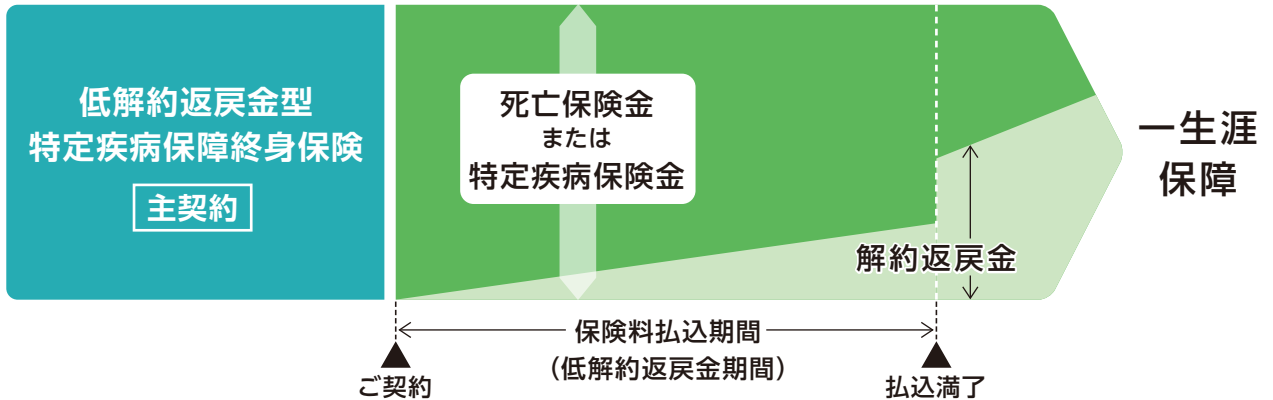 低解約返戻金型
特定疾病保障終身保険
主契約
死亡保険金
または
特定疾病保険金
解約返戻金
一生涯
保障
保険料払込期間
（低解約返戻金期間）
ご契約
払込満了